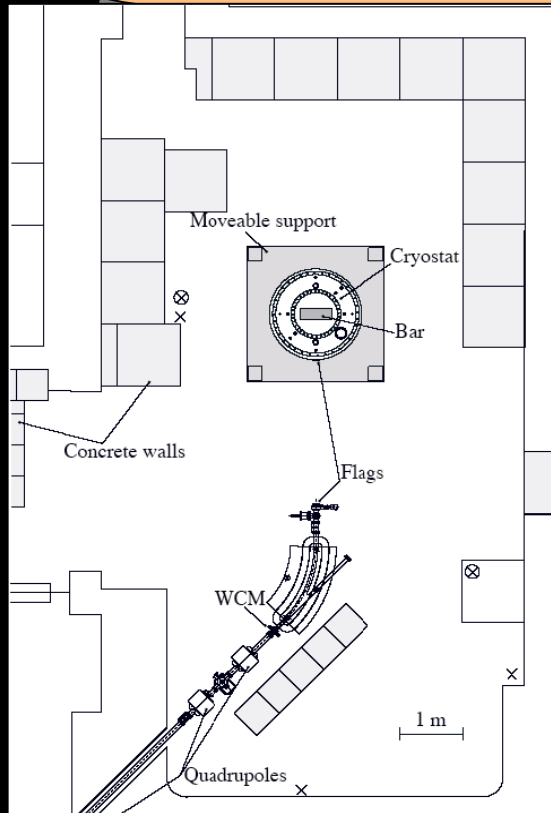 Moveable support
Cryostat
Bar
Concrete walls
Flags
WCM
1 m
Quadrupoles